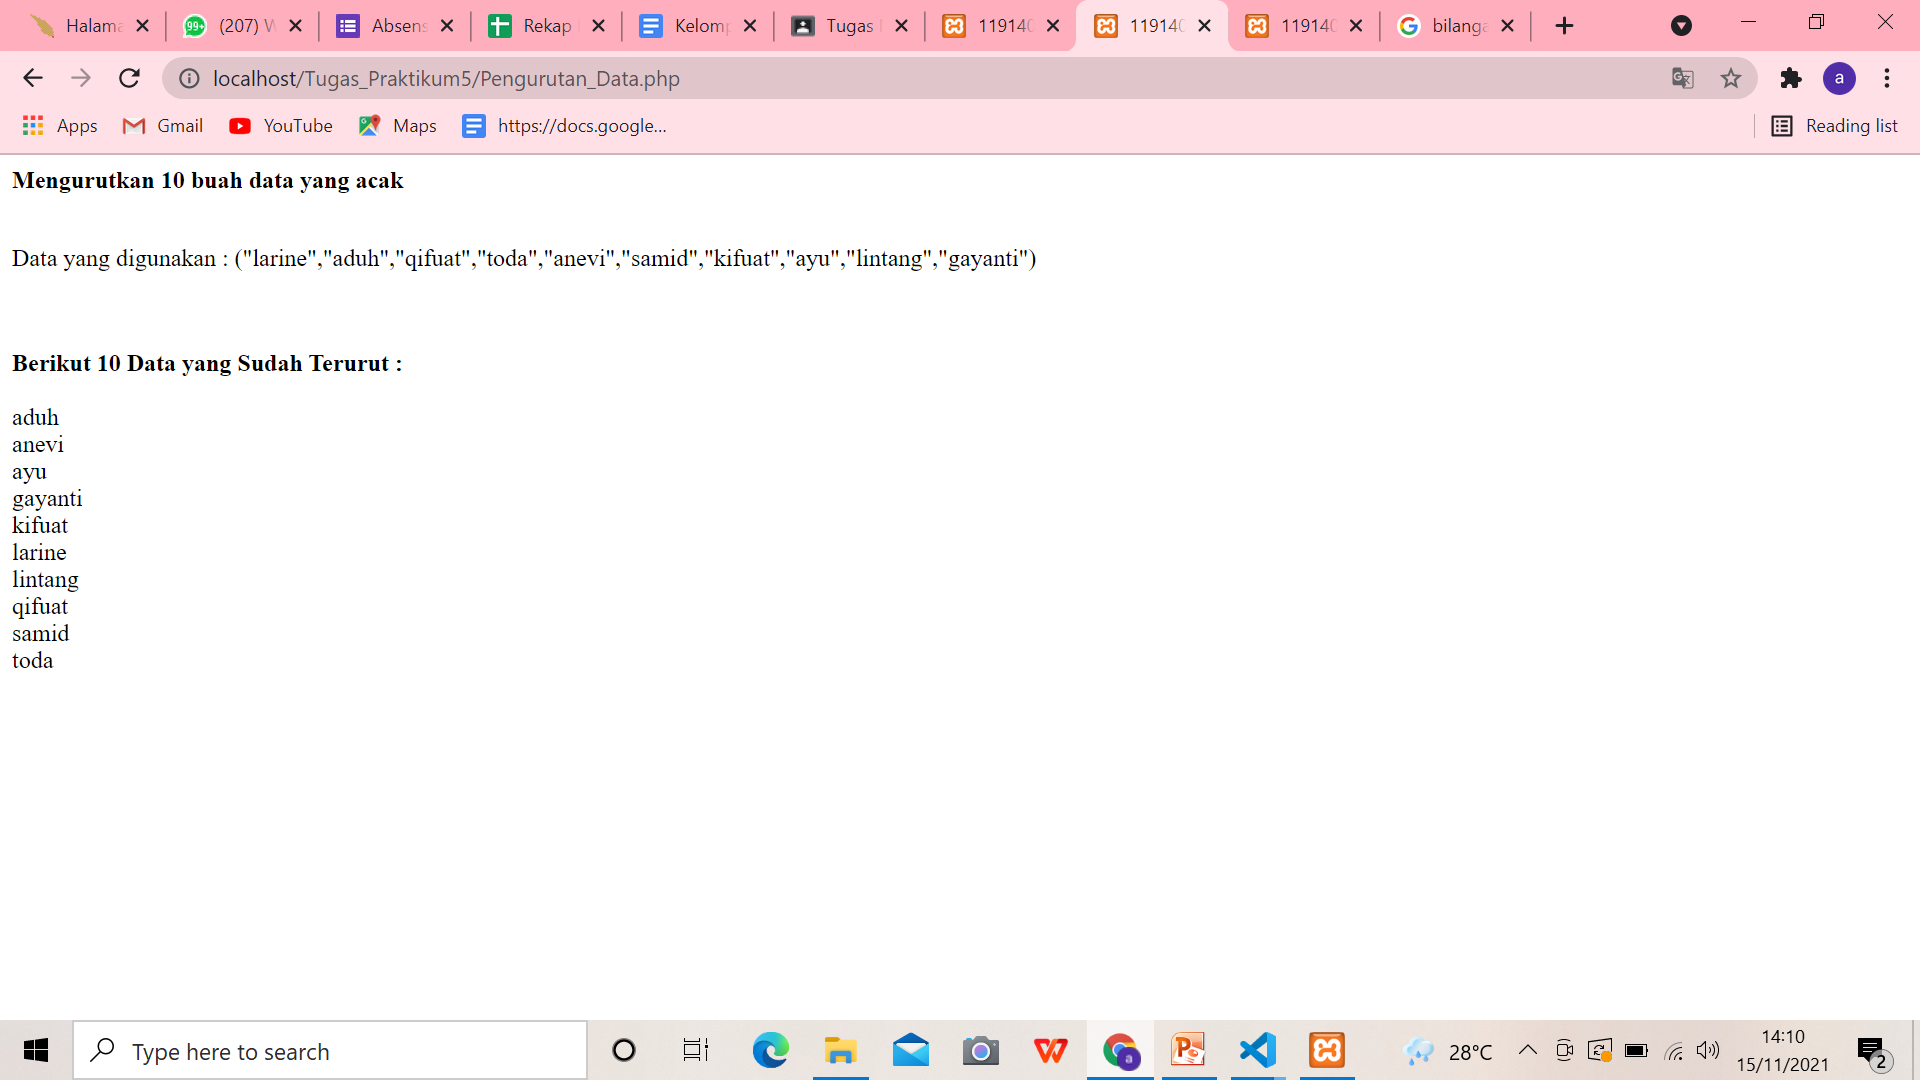 Halama
(207) W
Absens
Rekap
Kelomp
Tugas
119140
119140
119140
bilanga
localhost/Tugas_Praktikum5/Pengurutan_Data.php
a
Apps
Gmail
YouTube
Maps
https://docs.google...
Reading list
Mengurutkan 10 buah data yang acak
Data yang digunakan : ("larine","aduh","qifuat","toda","anevi","samid","kifuat","ayu","lintang","gayanti")
Berikut 10 Data yang Sudah Terurut :
aduh
anevi
ayu
gayanti
kifuat
larine
lintang
qifuat
samid
toda
Type here to search
28°C
14:10
15/11/2021
2